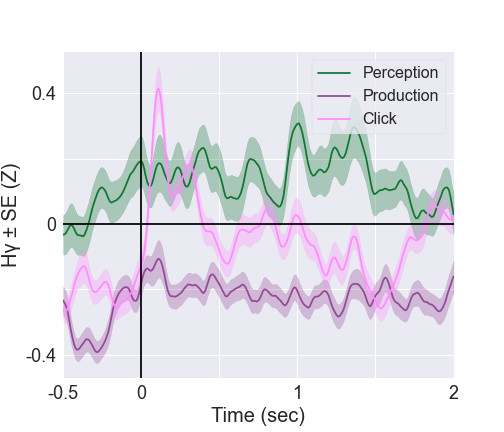 Perception
Production
Click
0.4
0
-0.4
Hγ ± SE (Z)
-0.5
0
1
2
Time (sec)